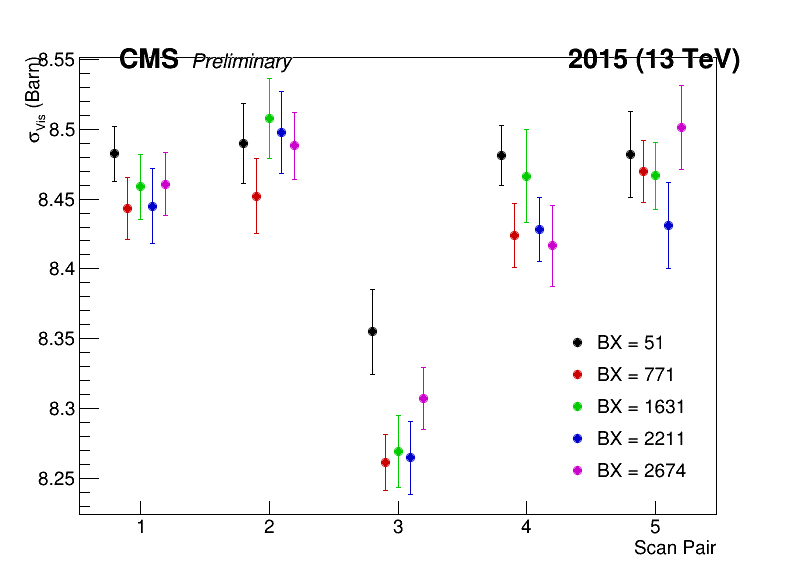 CMS Preliminary 2015 (13 TeV)
σVis (Barn)
8.55
8.5
8.45
8.4
8.35
8.3
8.25
BX = 51
BX = 771
BX = 1631
BX = 2211
BX = 2674
1 2 3 4 5
Scan Pair